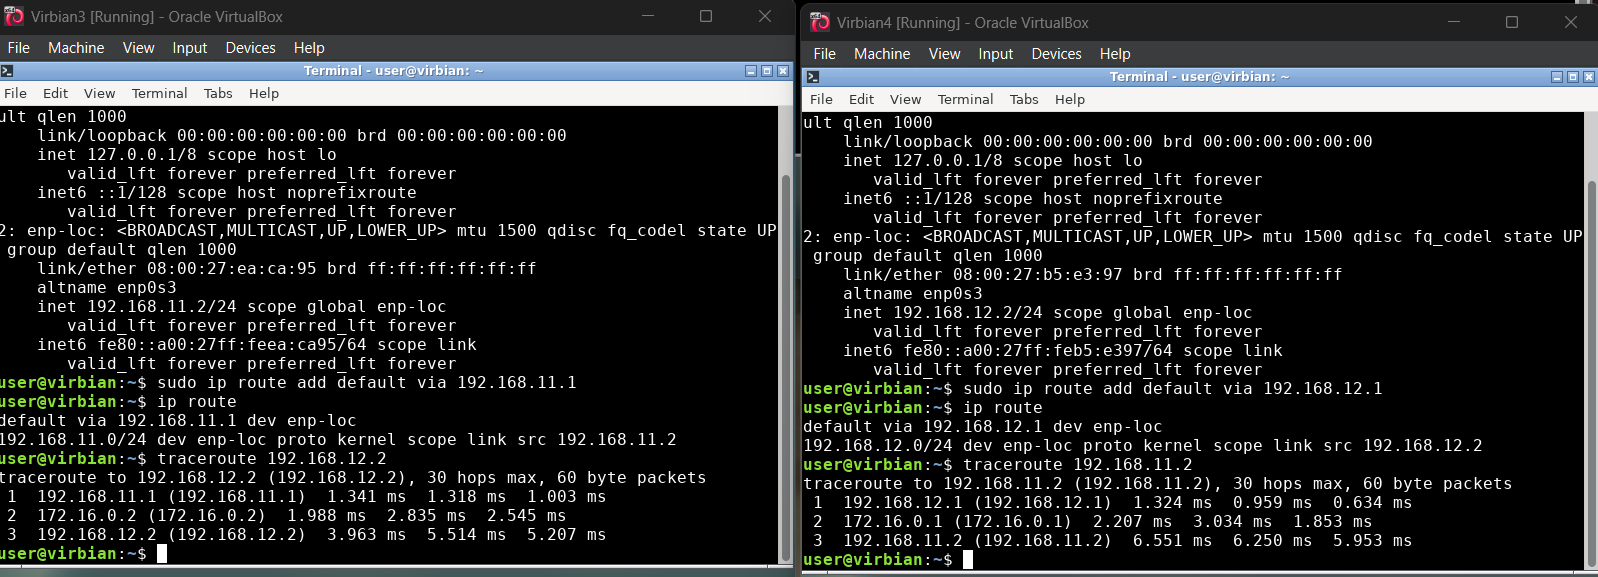 Virbian3 [Running] - Oracle VirtualBox
File Machine View Input Devices Help
Terminal - user@virbian: ~
File Edit View Terminal Tabs Help
ult qlen 1000
    link/loopback 00:00:00:00:00:00 brd 00:00:00:00:00:00
    inet 127.0.0.1/8 scope host lo
       valid_lft forever preferred_lft forever
    inet6 ::1/128 scope host noprefixroute
       valid_lft forever preferred_lft forever
2: enp-loc: <BROADCAST,MULTICAST,UP,LOWER_UP> mtu 1500 qdisc fq_codel state UP
 group default qlen 1000
    link/ether 08:00:27:ea:ca:95 brd ff:ff:ff:ff:ff:ff
    altname enp0s3
    inet 192.168.11.2/24 scope global enp-loc
       valid_lft forever preferred_lft forever
    inet6 fe80::a00:27ff:feea:ca95/64 scope link
       valid_lft forever preferred_lft forever
user@virbian:~$ sudo ip route add default via 192.168.11.1
user@virbian:~$ ip route
default via 192.168.11.1 dev enp-loc
192.168.11.0/24 dev enp-loc proto kernel scope link src 192.168.11.2
user@virbian:~$ traceroute 192.168.12.2
traceroute to 192.168.12.2 (192.168.12.2), 30 hops max, 60 byte packets
 1  192.168.11.1 (192.168.11.1)  1.341 ms  1.318 ms  1.003 ms
 2  172.16.0.2 (172.16.0.2)  1.988 ms  2.835 ms  2.545 ms
 3  192.168.12.2 (192.168.12.2)  3.963 ms  5.514 ms  5.207 ms
user@virbian:~$
Virbian4 [Running] - Oracle VirtualBox
File Machine View Input Devices Help
Terminal - user@virbian: ~
File Edit View Terminal Tabs Help
ult qlen 1000
    link/loopback 00:00:00:00:00:00 brd 00:00:00:00:00:00
    inet 127.0.0.1/8 scope host lo
       valid_lft forever preferred_lft forever
    inet6 ::1/128 scope host noprefixroute
       valid_lft forever preferred_lft forever
2: enp-loc: <BROADCAST,MULTICAST,UP,LOWER_UP> mtu 1500 qdisc fq_codel state UP
 group default qlen 1000
    link/ether 08:00:27:b5:e3:97 brd ff:ff:ff:ff:ff:ff
    altname enp0s3
    inet 192.168.12.2/24 scope global enp-loc
       valid_lft forever preferred_lft forever
    inet6 fe80::a00:27ff:feb5:e397/64 scope link
       valid_lft forever preferred_lft forever
user@virbian:~$ sudo ip route add default via 192.168.12.1
user@virbian:~$ ip route
default via 192.168.12.1 dev enp-loc
192.168.12.0/24 dev enp-loc proto kernel scope link src 192.168.12.2
user@virbian:~$ traceroute 192.168.11.2
traceroute to 192.168.11.2 (192.168.11.2), 30 hops max, 60 byte packets
 1  192.168.12.1 (192.168.12.1)  1.324 ms  0.959 ms  0.634 ms
 2  172.16.0.1 (172.16.0.1)  2.207 ms  3.034 ms  1.853 ms
 3  192.168.11.2 (192.168.11.2)  6.551 ms  6.250 ms  5.953 ms
user@virbian:~$